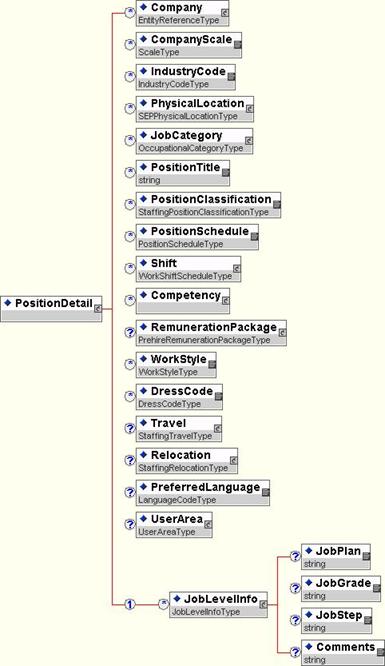 Company
EntityReferenceType
CompanyScale
ScaleType
IndustryCode
IndustryCodeType
PhysicalLocation
SEPPhysicalLocationType
JobCategory
OccupationalCategoryType
PositionTitle
string
PositionClassification
StaffingPositionClassificationType
PositionSchedule
PositionScheduleType
Shift
WorkShiftScheduleType
Competency
PositionDetail
RemunerationPackage
PrehireRemunerationPackageType
WorkStyle
WorkStyleType
DressCode
DressCodeType
Travel
StaffingTravelType
Relocation
StaffingRelocationType
PreferredLanguage
LanguageCodeType
UserArea
UserAreaType
JobLevelInfo
JobLevelInfoType
JobPlan
string
JobGrade
string
JobStep
string
Comments
string